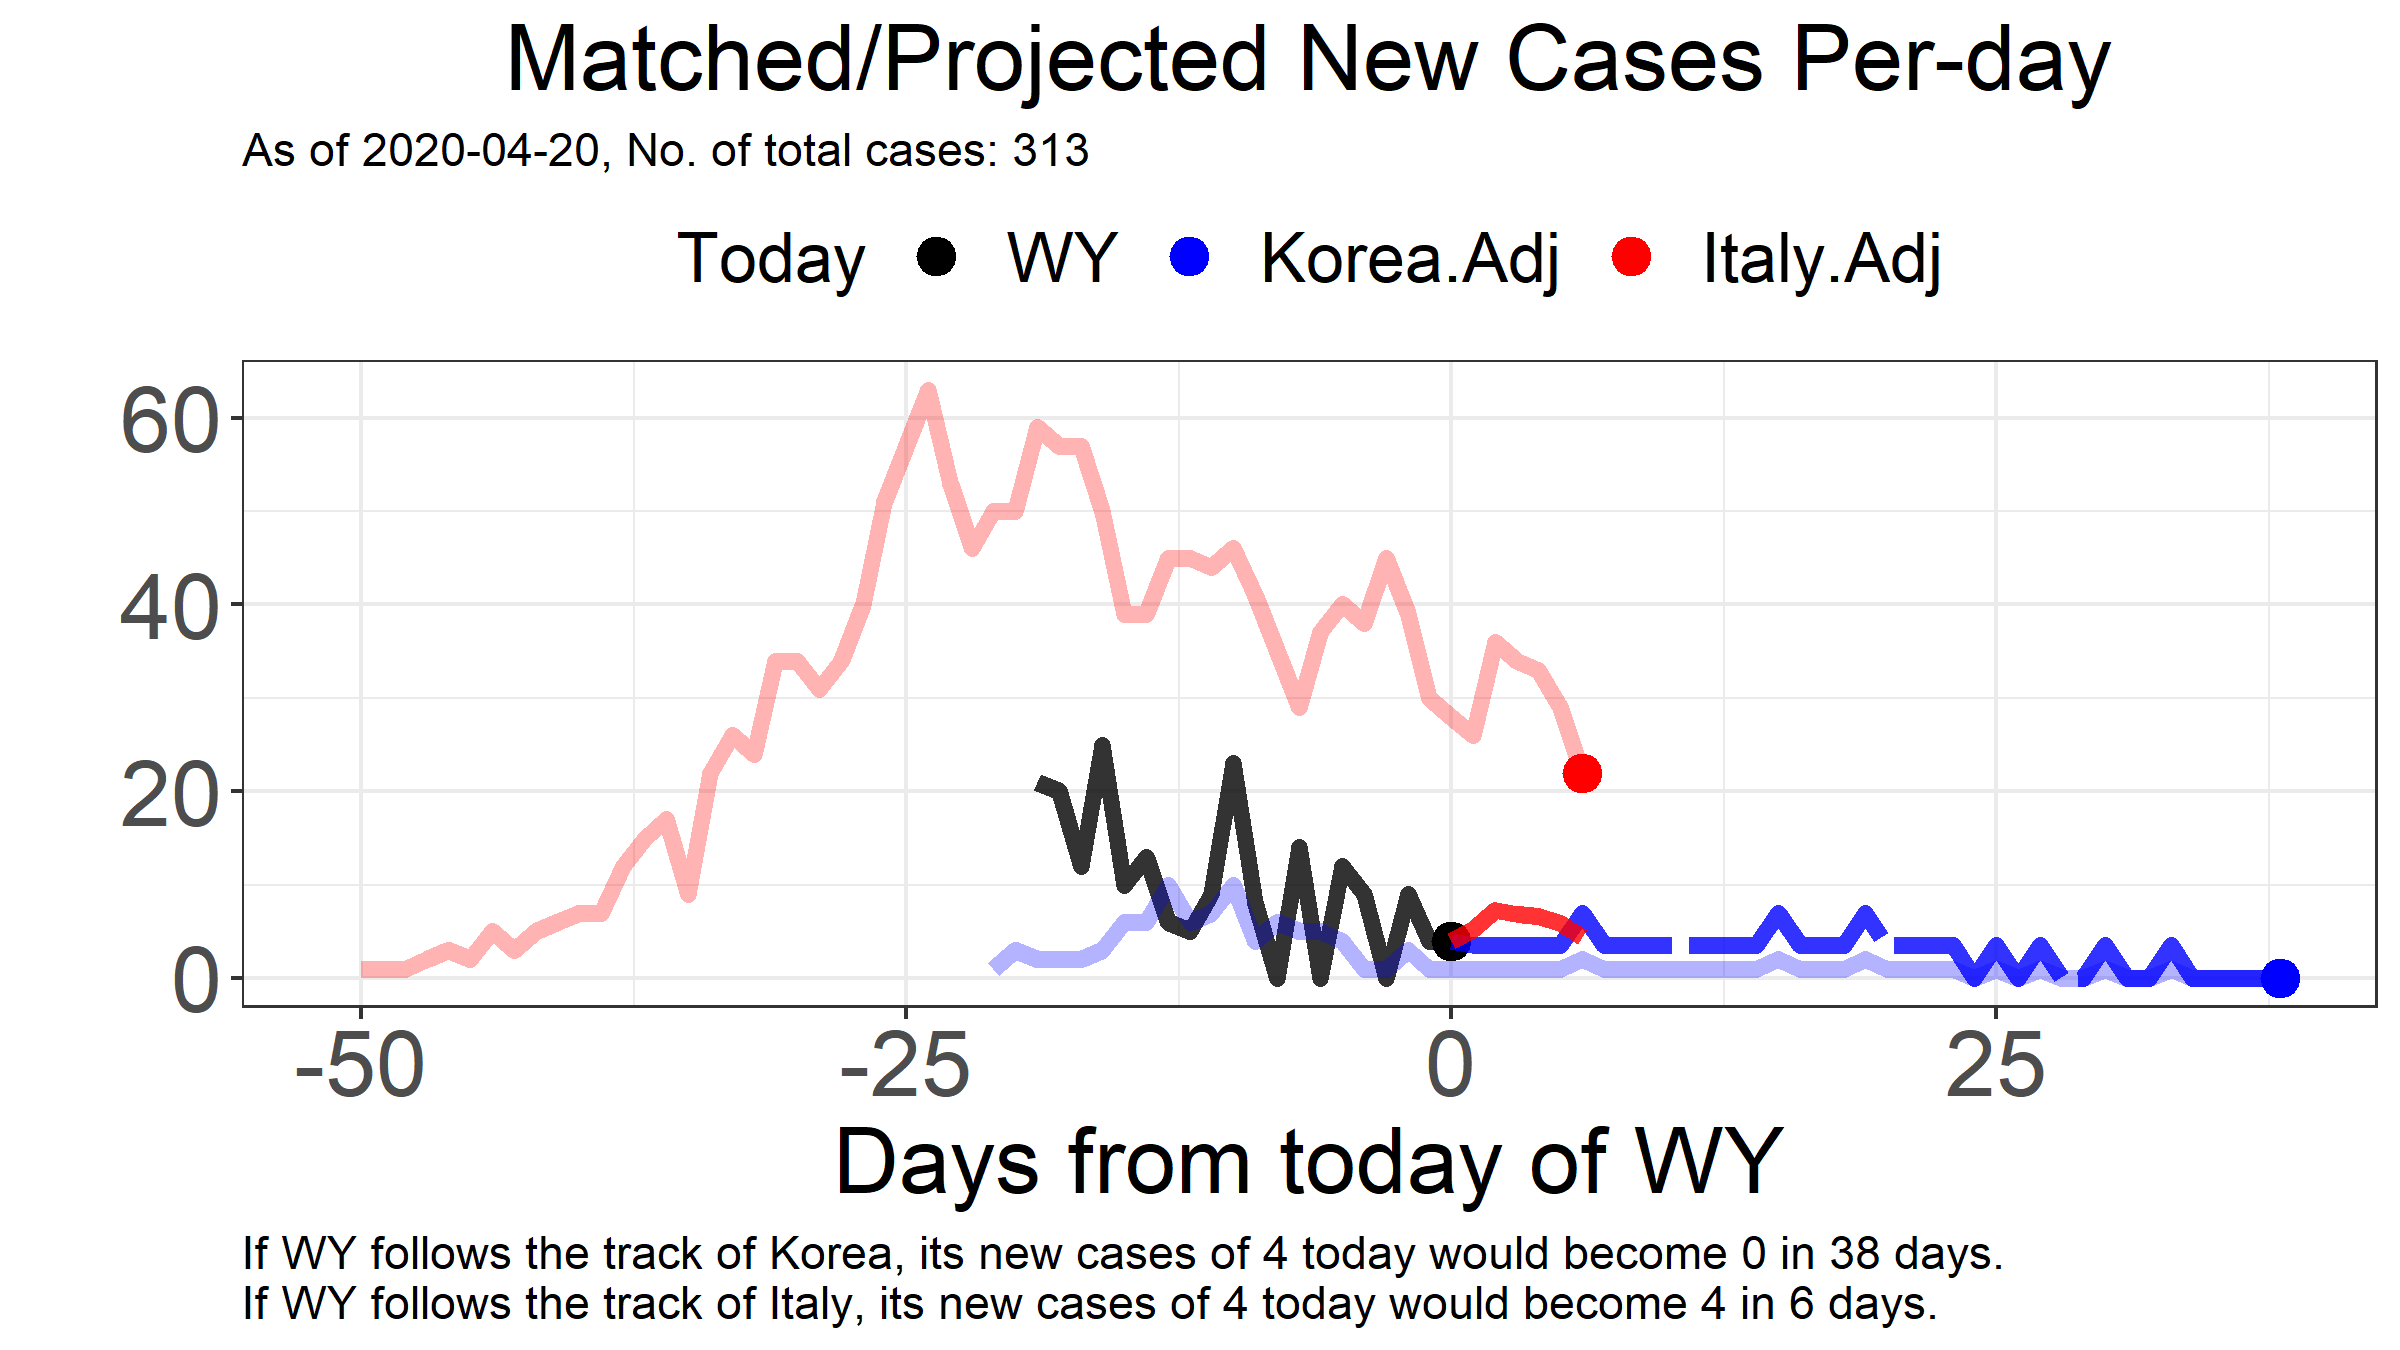 Matched/Projected New Cases Per-day
As of 2020-04-20, No. of total cases: 313
Today WY Korea.Adj Italy.Adj
60
40
20
0
-50 -25 0 25
Days from today of WY
If WY follows the track of Korea, its new cases of 4 today would become 0 in 38 days.
If WY follows the track of Italy, its new cases of 4 today would become 4 in 6 days.